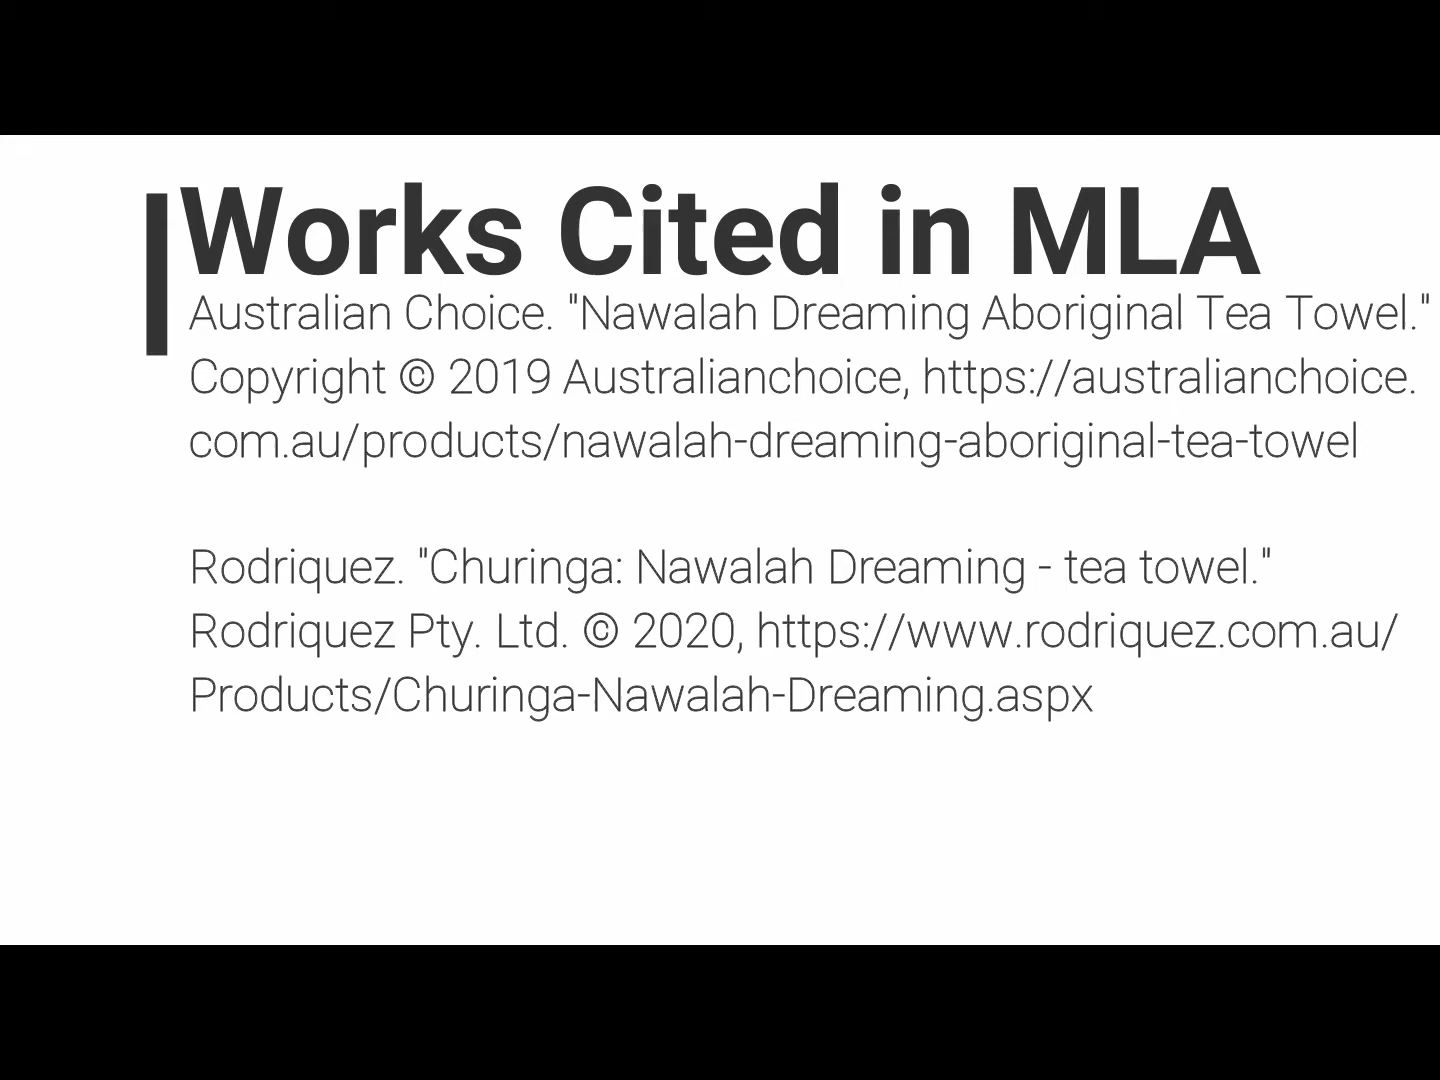 Works Cited in MLA
Australian Choice. "Nawalah Dreaming Aboriginal Tea Towel."
Copyright © 2019 Australianchoice, https://australianchoice.
com.au/products/nawalah-dreaming-aboriginal-tea-towel
Rodriquez. "Churinga: Nawalah Dreaming - tea towel."
Rodriquez Pty. Ltd. © 2020, https://www.rodriquez.com.au/
Products/Churinga-Nawalah-Dreaming.aspx